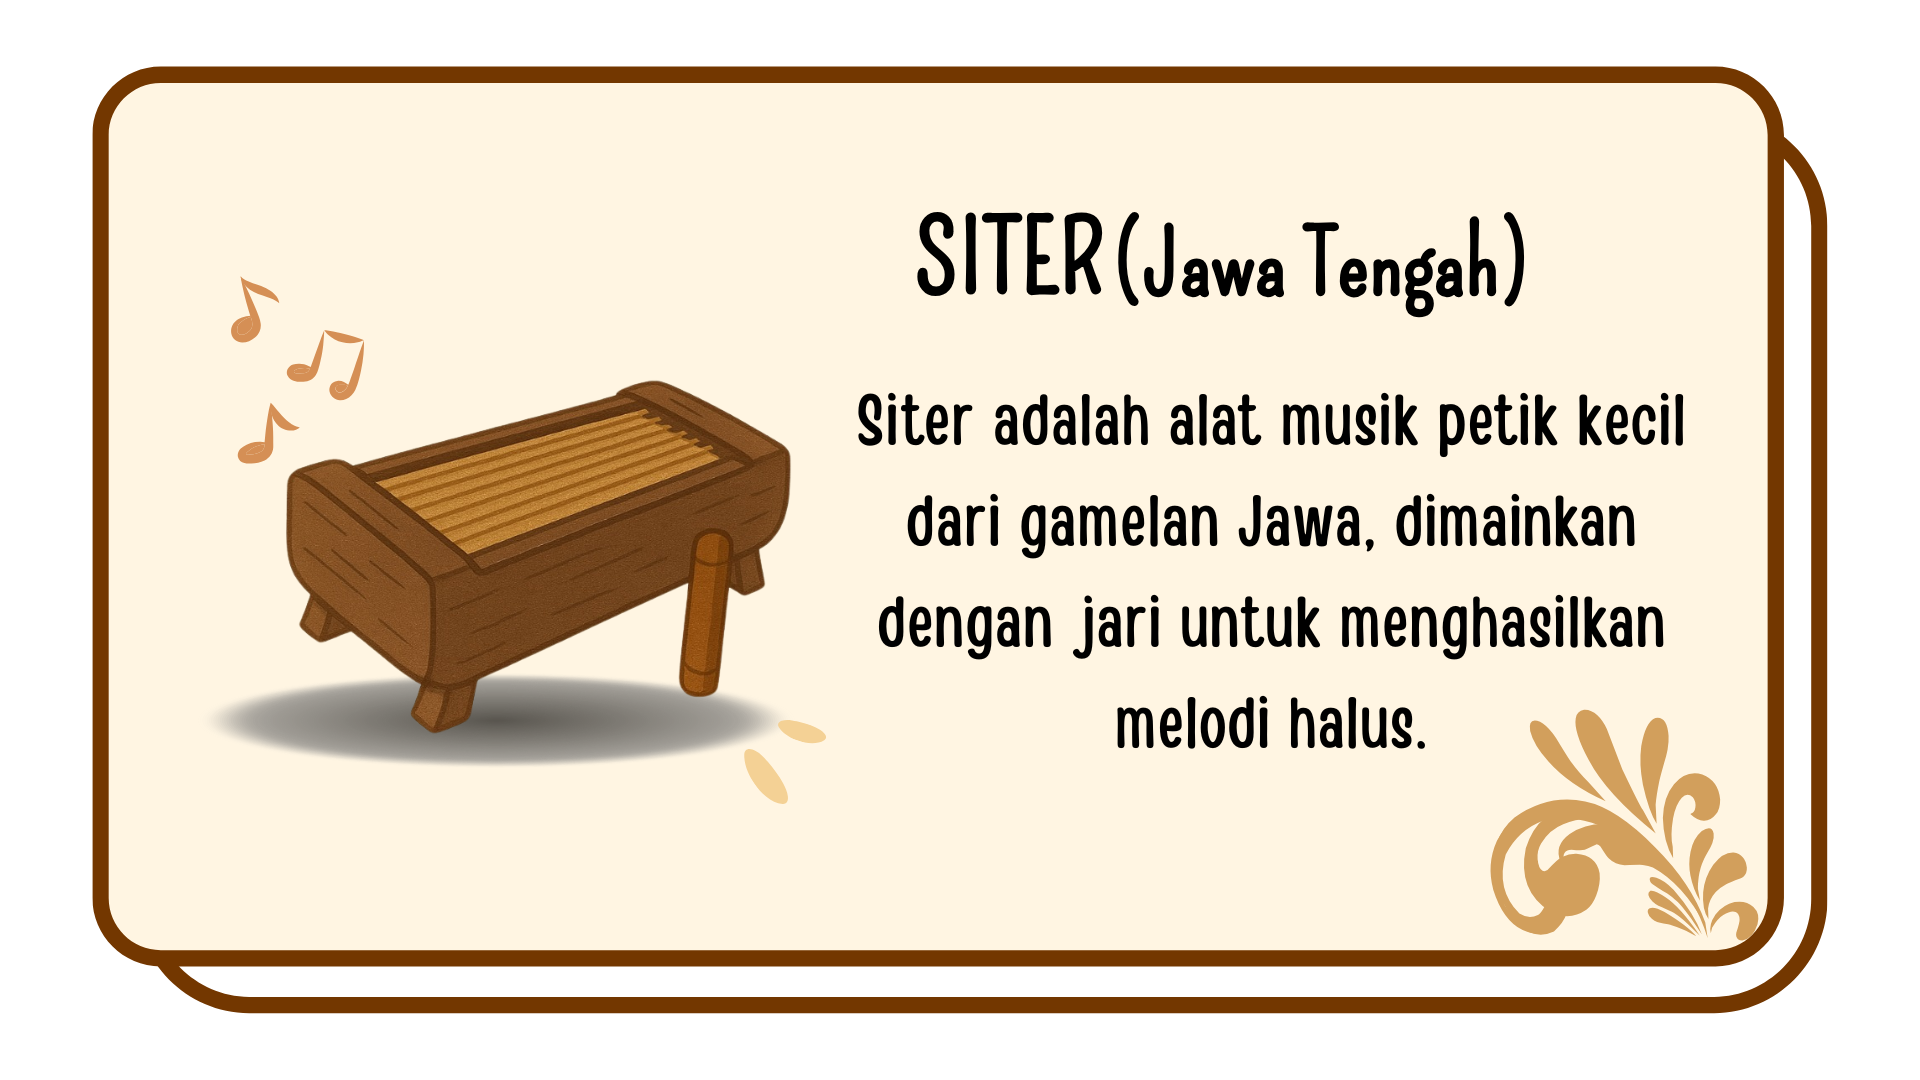 SITER (Jawa Tengah)
Siter adalah alat musik petik kecil
dari gamelan Jawa, dimainkan
dengan jari untuk menghasilkan
melodi halus.